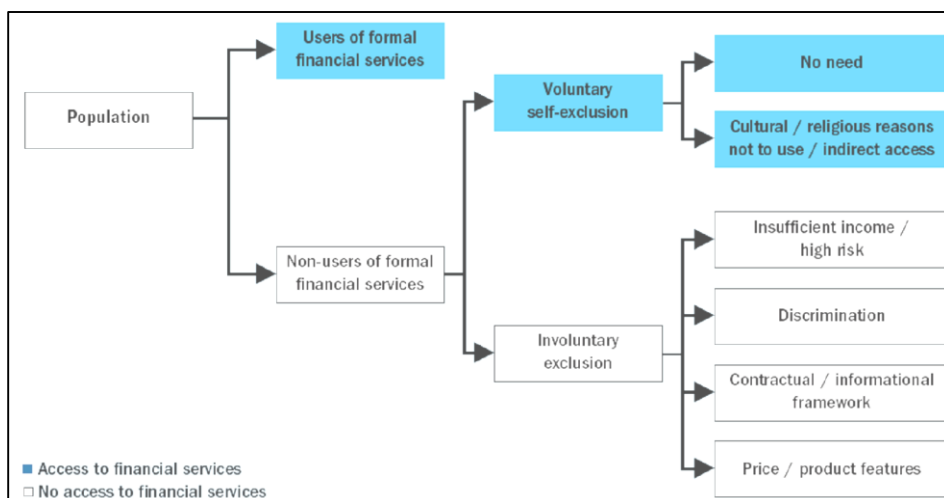 Users of formal
financial services
No need
Voluntary
self-exclusion
Population
Cultural / religious reasons
not to use / indirect access
Insufficient income /
high risk
Non-users of formal
financial services
Discrimination
Involuntary
exclusion
Contractual / informational
framework
Access to financial services
Price / product features
No access to financial services